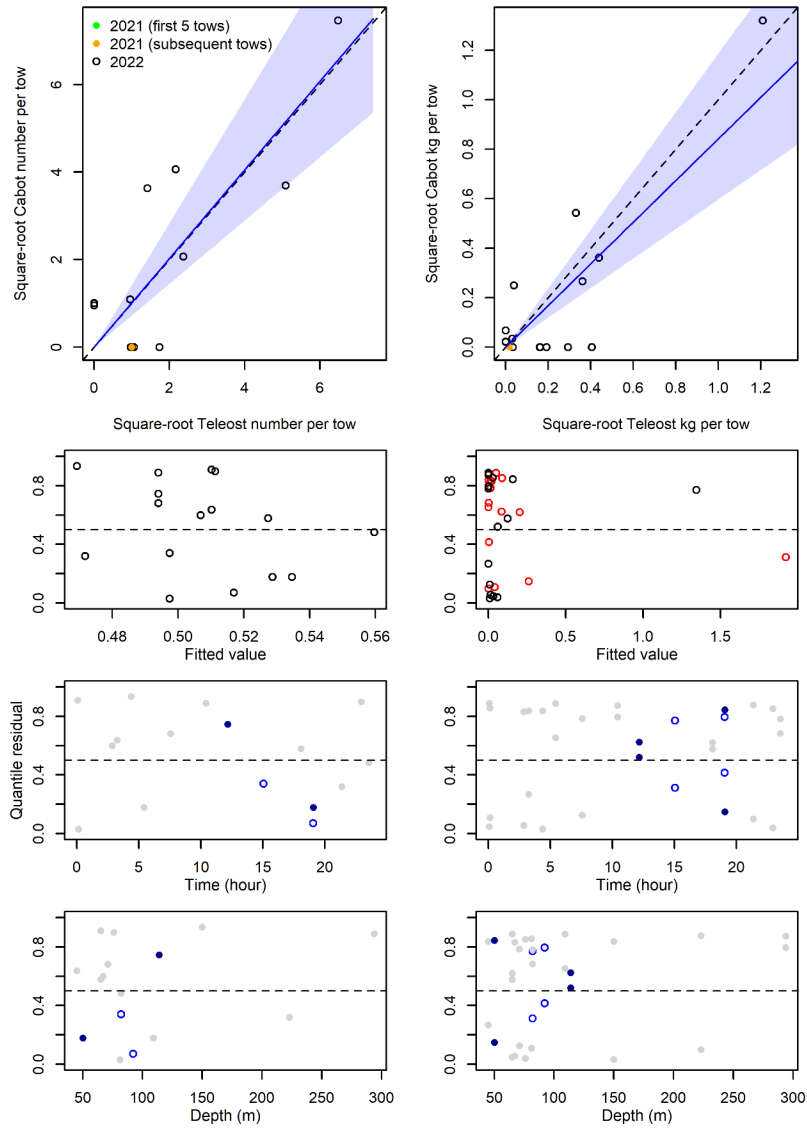 2021 (first 5 tows)
2021 (subsequent tows)
2022
Square-root Cabot number per tow
0 2 4 6
0 2 4 6
Square-root Teleost number per tow
Square-root Cabot kg per tow
0.0 0.2 0.4 0.6 0.8 1.0 1.2
0.0 0.2 0.4 0.6 0.8 1.0 1.2
Square-root Teleost kg per tow
0.0 0.4 0.8
0.48 0.50 0.52 0.54 0.56
Fitted value
0.0 0.4 0.8
0.0 0.5 1.0 1.5
Fitted value
Quantile residual
0.0 0.4 0.8
0 5 10 15 20
Time (hour)
0.0 0.4 0.8
0 5 10 15 20
Time (hour)
0.0 0.4 0.8
50 100 150 200 250 300
Depth (m)
0.0 0.4 0.8
50 100 150 200 250 300
Depth (m)